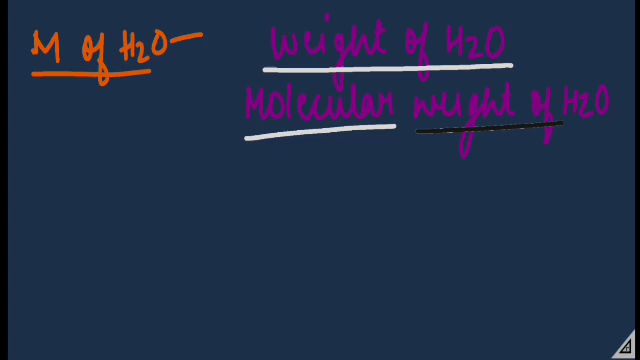 M of H2O — Weight of H2O
Molecular weight of H2O